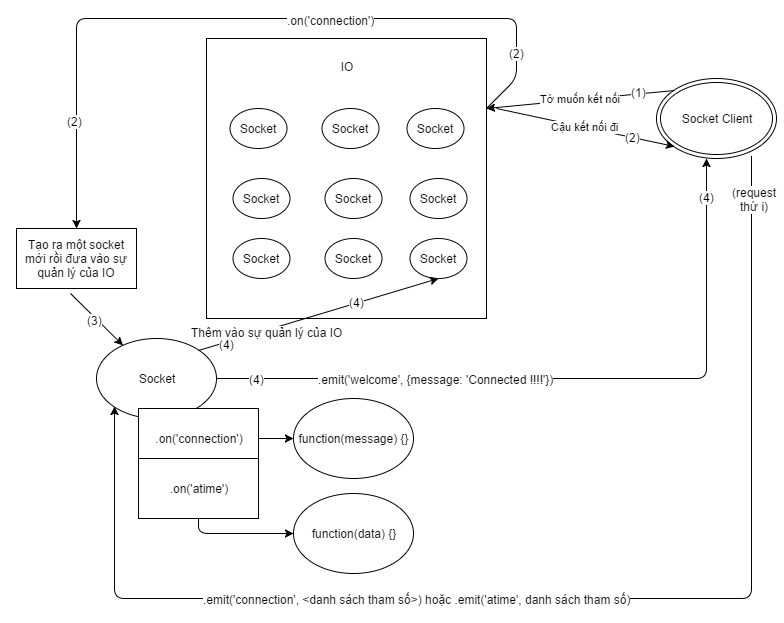 .on('connection')
(2)
IO
(2)
Tớ muốn kết nối
(1)
Cậu kết nối đi
(2)
Socket Client
Socket
Socket
Socket
(2)
Socket
Socket
Socket
(4)
(request
thứ i)
Tạo ra một socket
mới rồi đưa vào sự
quản lý của IO
Socket
Socket
Socket
(4)
(3)
Thêm vào sự quản lý của IO
(4)
Socket
(4)
.emit('welcome', {message: 'Connected !!!!'})
.on('connection')
function(message) {}
.on('atime')
function(data) {}
.emit('connection', <danh sách tham số>) hoặc .emit('atime', danh sách tham số)